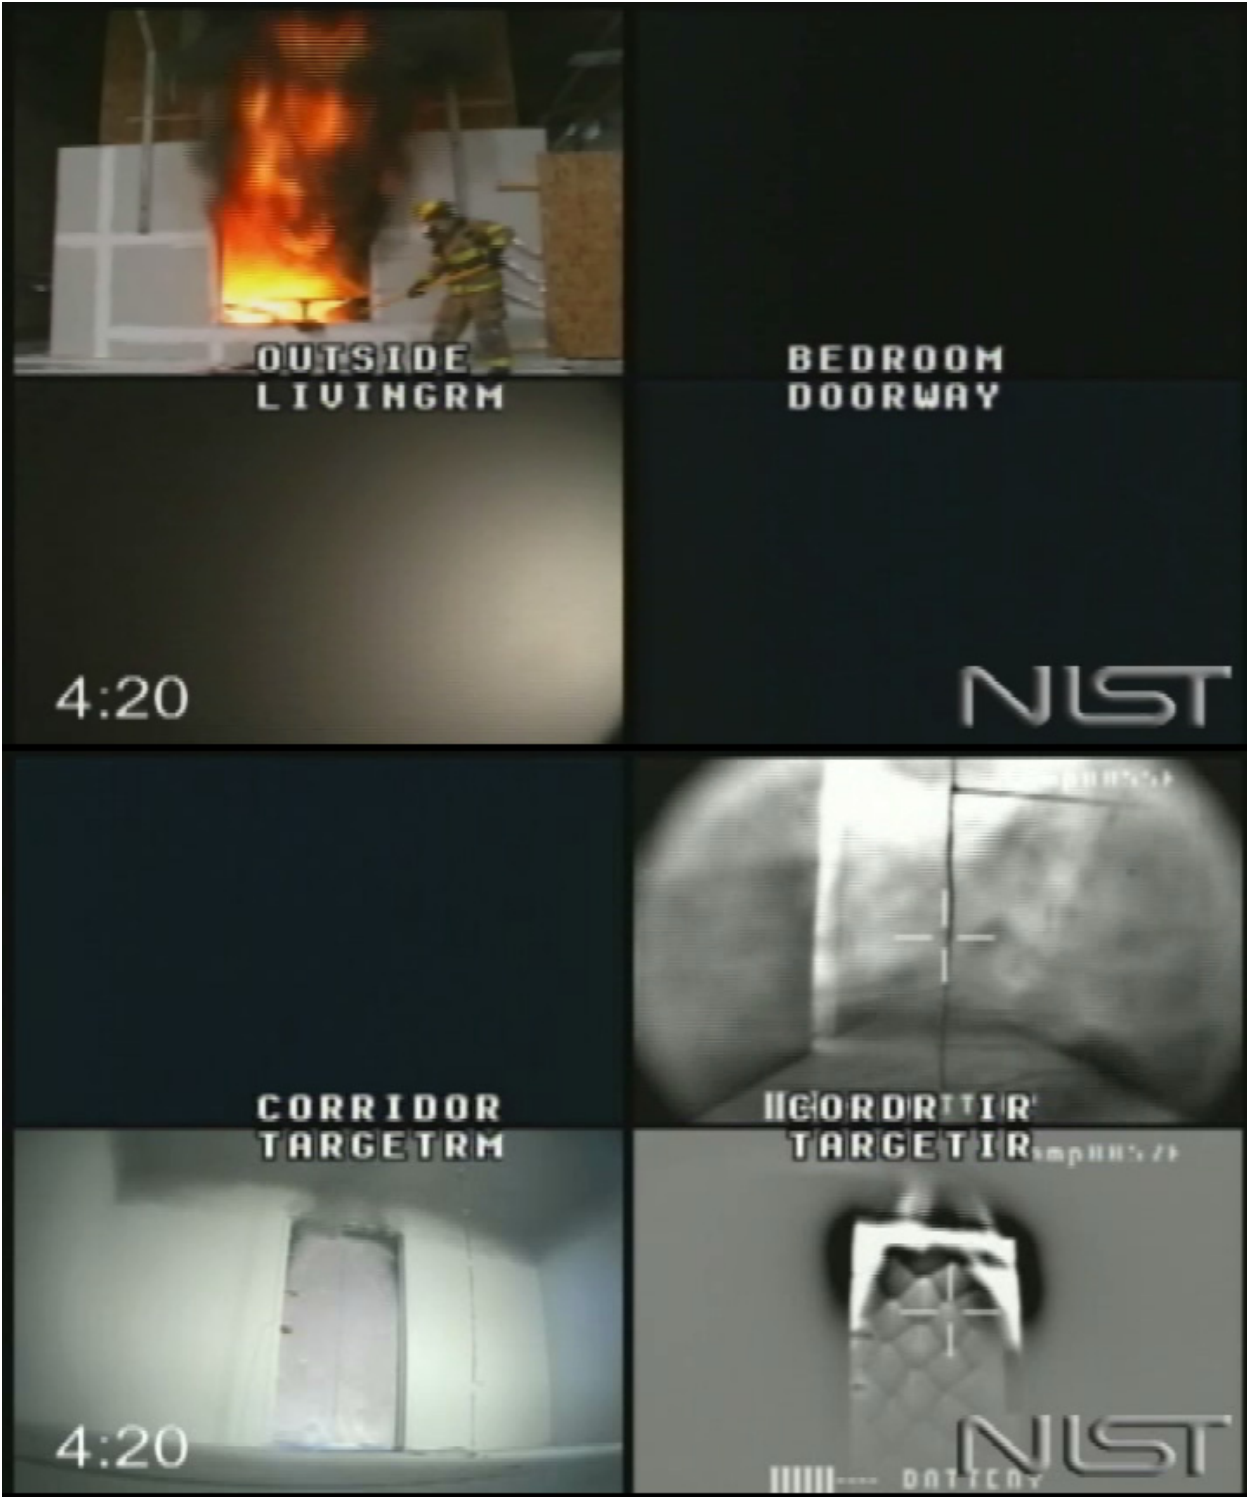 OUTSIDE
BEDROOM
LIVINGRM
DOORWAY
4:20
NIST
CORRIDOR
TARGETRM
TARGETIR
4:20
NIST